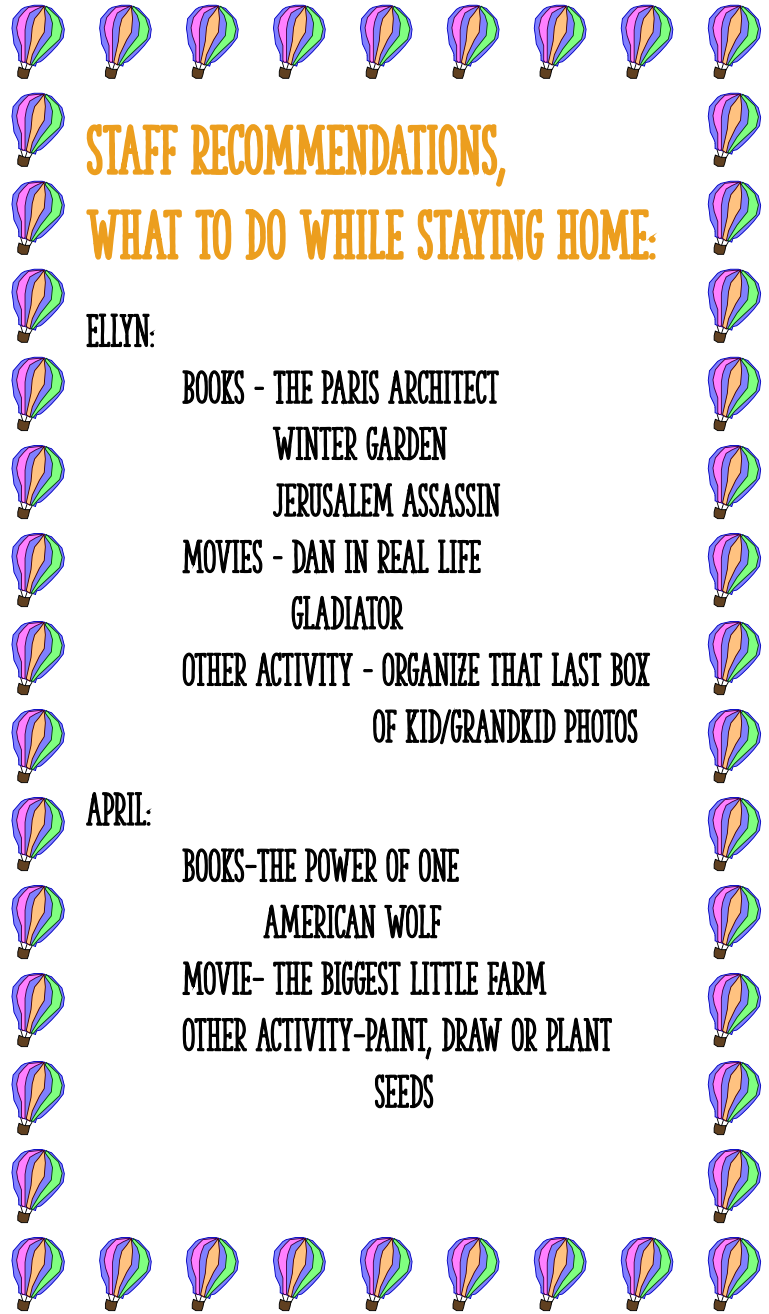 STAFF RECOMMENDATIONS,
WHAT TO DO WHILE STAYING HOME:
ELLYN:
BOOKS - THE PARIS ARCHITECT
WINTER GARDEN
JERUSALEM ASSASSIN
MOVIES - DAN IN REAL LIFE
GLADIATOR
OTHER ACTIVITY - ORGANIZE THAT LAST BOX
OF KID/GRANDKID PHOTOS
APRIL:
BOOKS-THE POWER OF ONE
AMERICAN WOLF
MOVIE- THE BIGGEST LITTLE FARM
OTHER ACTIVITY-PAINT, DRAW OR PLANT
SEEDS